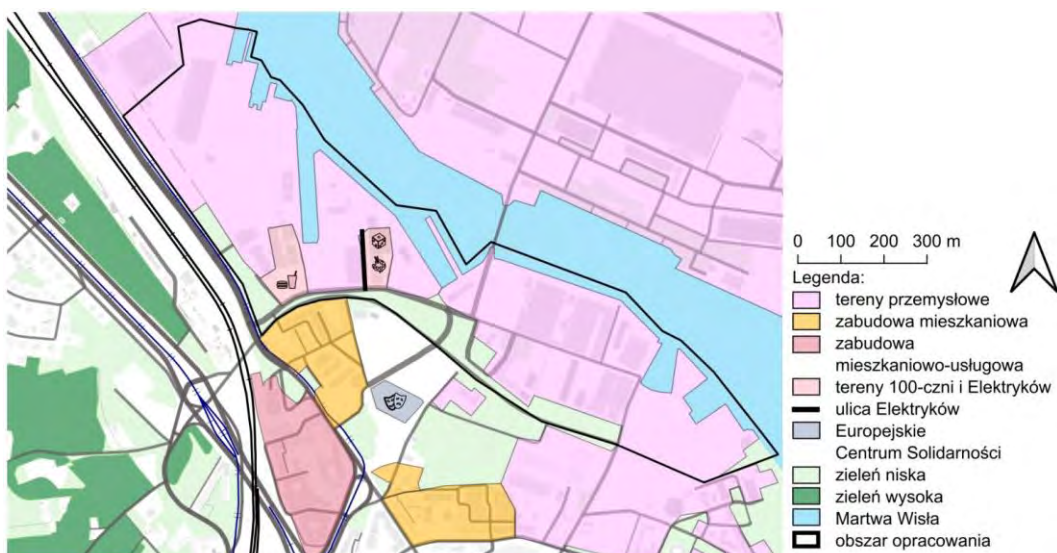 0 100 200 300 m
Legenda:
tereny przemysłowe
zabudowa mieszkaniowa
zabudowa
mieszkaniowo-usługowa
tereny 100-czni i Elektryków
ulica Elektryków
Europejskie
Centrum Solidarności
zieleń niska
zieleń wysoka
Martwa Wisła
obszar opracowania